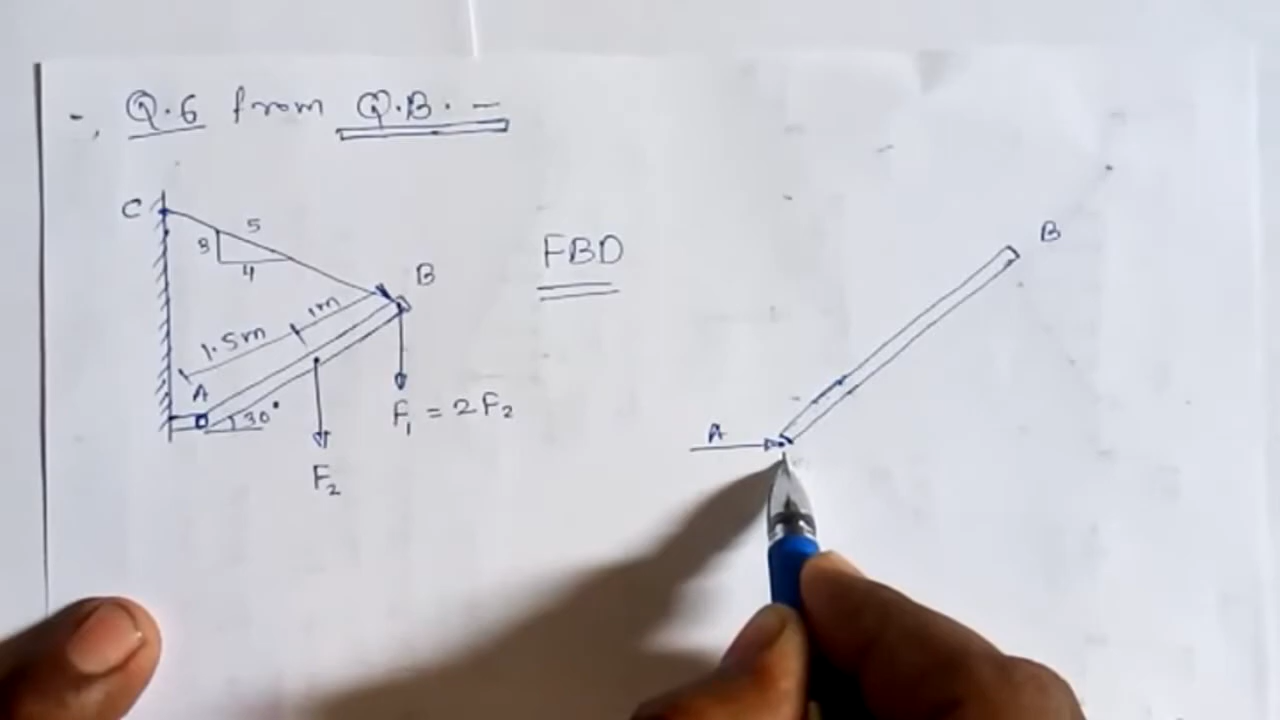 Q.6 from Q.B. -
C
5
3
4
B
1m
1.5m
A
30°
F₁ = 2F₂
F₂
FBD
B
A